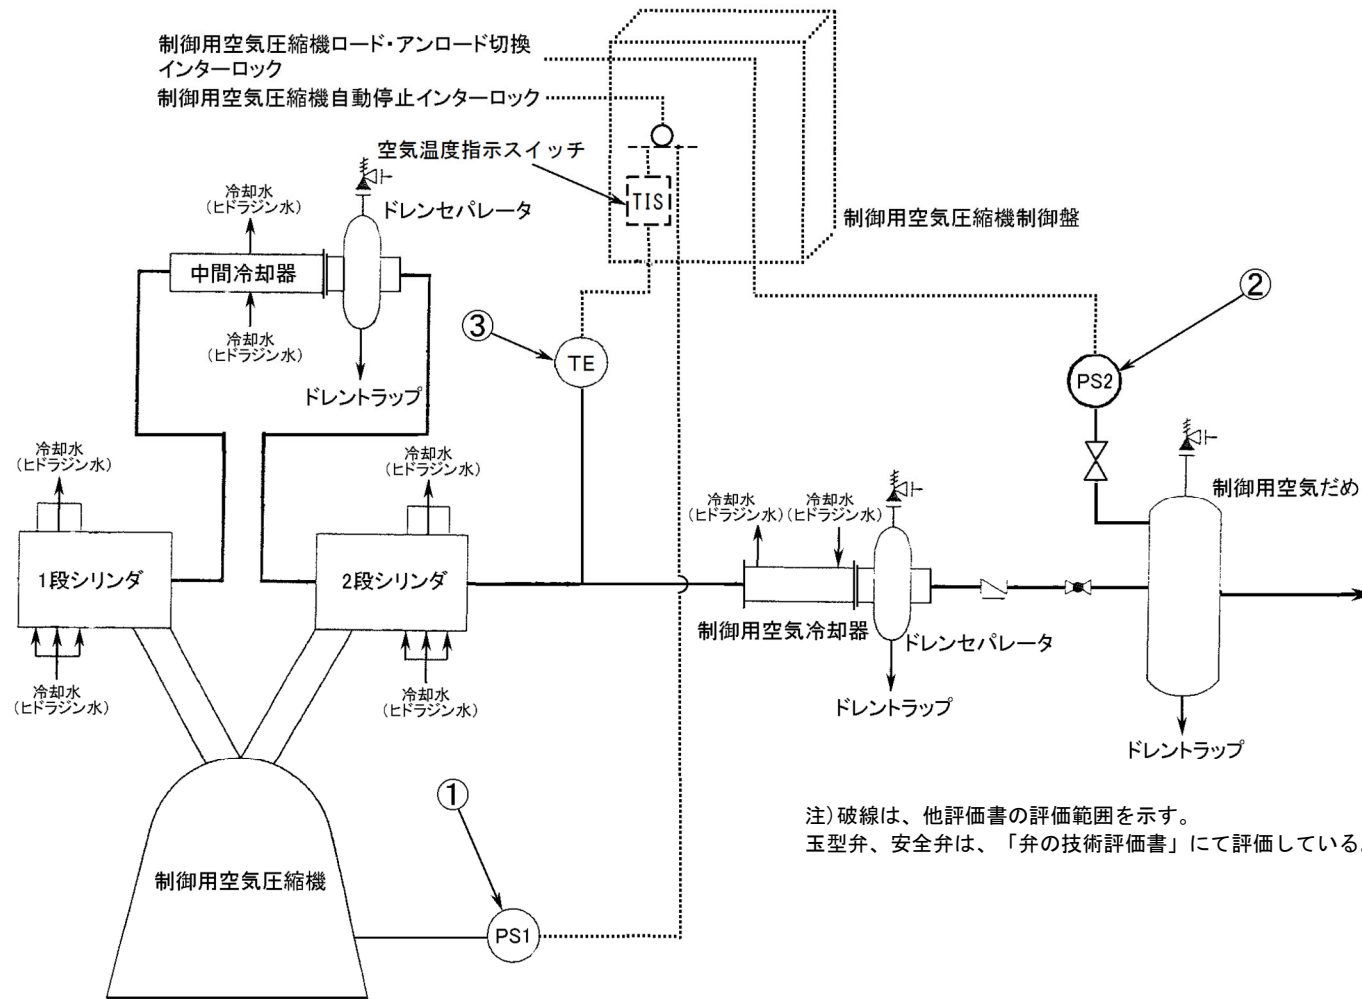 制御用空気圧縮機ロード・アンロード切換
インターロック
制御用空気圧縮機自動停止インターロック
空気温度指示スイッチ
TIS
制御用空気圧縮機制御盤
冷却水
(ヒドラジン水)
ドレンセパレータ
中間冷却器
冷却水
(ヒドラジン水)
ドレントラップ
③
TE
②
PS2
冷却水
(ヒドラジン水)
冷却水
(ヒドラジン水)
冷却水
(ヒドラジン水)
冷却水
(ヒドラジン水)
制御用空気だめ
1段シリンダ
2段シリンダ
制御用空気冷却器
ドレンセパレータ
冷却水
(ヒドラジン水)
冷却水
(ヒドラジン水)
ドレントラップ
ドレントラップ
①
注)破線は、他評価書の評価範囲を示す。
玉型弁、安全弁は、「弁の技術評価書」にて評価している。
制御用空気圧縮機
PS1